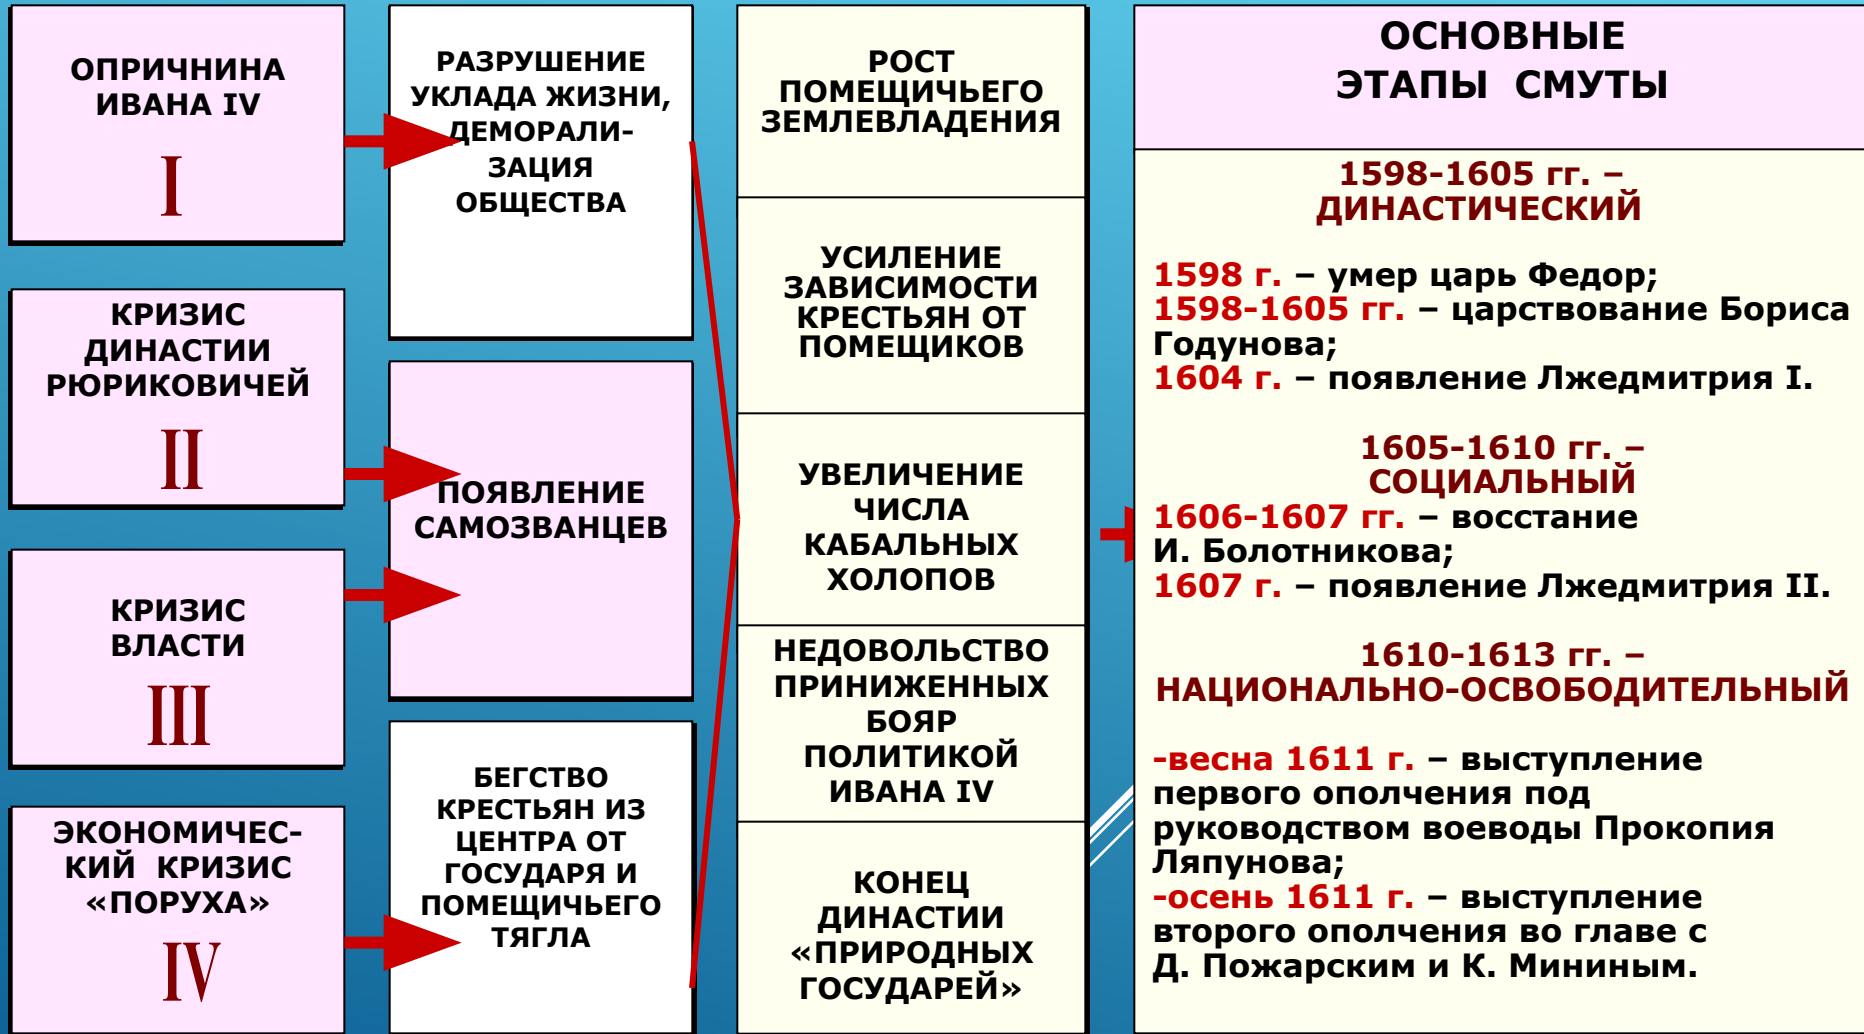 ОПРИЧНИНА
ИВАНА IV
I
КРИЗИС
ДИНАСТИИ
РЮРИКОВИЧЕЙ
II
КРИЗИС
ВЛАСТИ
III
ЭКОНОМИЧЕС-
КИЙ КРИЗИС
«ПОРУХА»
IV
РАЗРУШЕНИЕ
УКЛАДА ЖИЗНИ,
ДЕМОРАЛИ-
ЗАЦИЯ
ОБЩЕСТВА
ПОЯВЛЕНИЕ
САМОЗВАНЦЕВ
БЕГСТВО
КРЕСТЬЯН ИЗ
ЦЕНТРА ОТ
ГОСУДАРЯ И
ПОМЕЩИЧЬЕГО
ТЯГЛА
РОСТ
ПОМЕЩИЧЬЕГО
ЗЕМЛЕВЛАДЕНИЯ
УСИЛЕНИЕ
ЗАВИСИМОСТИ
КРЕСТЬЯН ОТ
ПОМЕЩИКОВ
УВЕЛИЧЕНИЕ
ЧИСЛА
КАБАЛЬНЫХ
ХОЛОПОВ
НЕДОВОЛЬСТВО
ПРИНИЖЕННЫХ
БОЯР
ПОЛИТИКОЙ
ИВАНА IV
КОНЕЦ
ДИНАСТИИ
«ПРИРОДНЫХ
ГОСУДАРЕЙ»
ОСНОВНЫЕ
ЭТАПЫ СМУТЫ
1598-1605 гг. –
ДИНАСТИЧЕСКИЙ
1598 г. – умер царь Федор;
1598-1605 гг. – царствование Бориса
Годунова;
1604 г. – появление Лжедмитрия I.
1605-1610 гг. –
СОЦИАЛЬНЫЙ
1606-1607 гг. – восстание
И. Болотникова;
1607 г. – появление Лжедмитрия II.
1610-1613 гг. –
НАЦИОНАЛЬНО-ОСВОБОДИТЕЛЬНЫЙ
-весна 1611 г. – выступление
первого ополчения под
руководством воеводы Прокопия
Ляпунова;
-осень 1611 г. – выступление
второго ополчения во главе с
Д. Пожарским и К. Мининым.